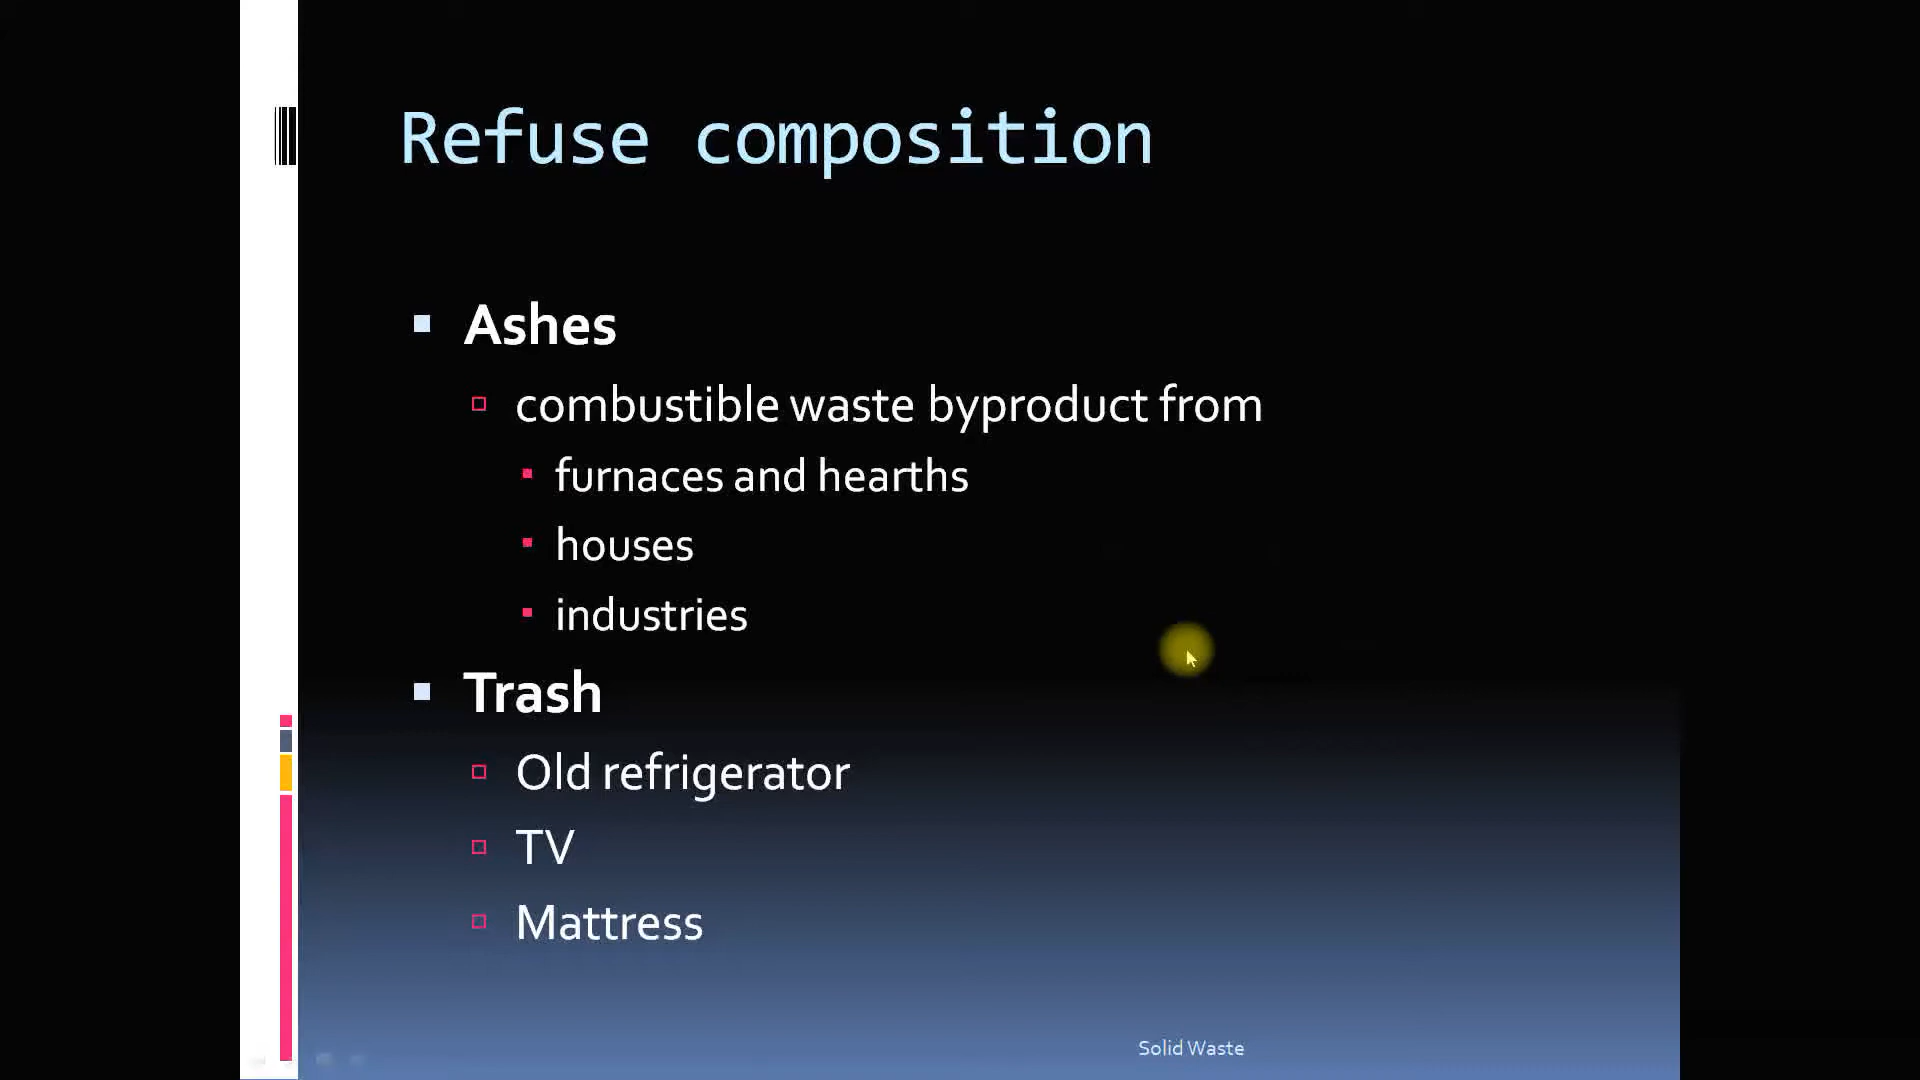 Refuse composition
Ashes
combustible waste byproduct from
furnaces and hearths
houses
industries
Trash
Old refrigerator
TV
Mattress
Solid Waste